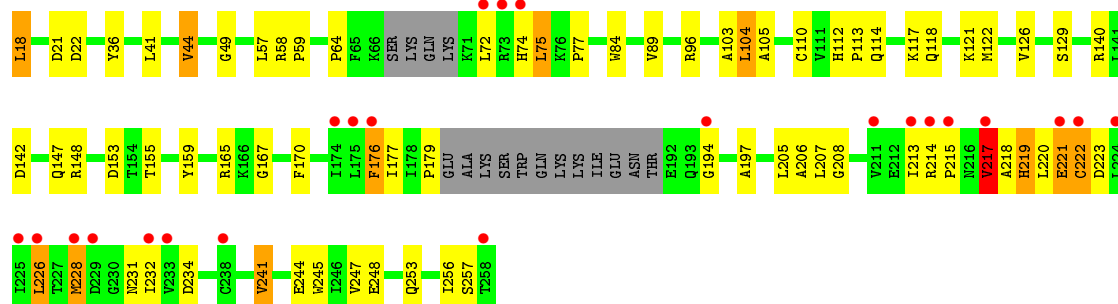 L18 D21 D22 Y36 L41 V44 G49 L57 R58 P59 P64 F65 K66 SER LYS GLN LYS K71 L72 R73 H74 L75 K76 P77 W84 V89 R96 A103 L104 A105 C110 V111 H112 P113 Q114 K117 Q118 K121 M122 V126 S129 R140 L141
D142 Q147 R148 D153 T154 T155 Y159 R165 K166 G167 F170 I174 L175 F176 I177 I178 P179 GLU ALA LYS SER TRP GLN LYS LYS ILE GLU ASN THR E192 Q193 G194 A197 L205 A206 L207 G208 V211 E212 I213 R214 P215 N216 V217 A218 H219 L220 E221 C222 D223 L224
I225 L226 T227 M228 D229 G230 N231 I232 V233 D234 C238 V241 E244 W245 I246 V247 E248 Q253 I256 S257 T258